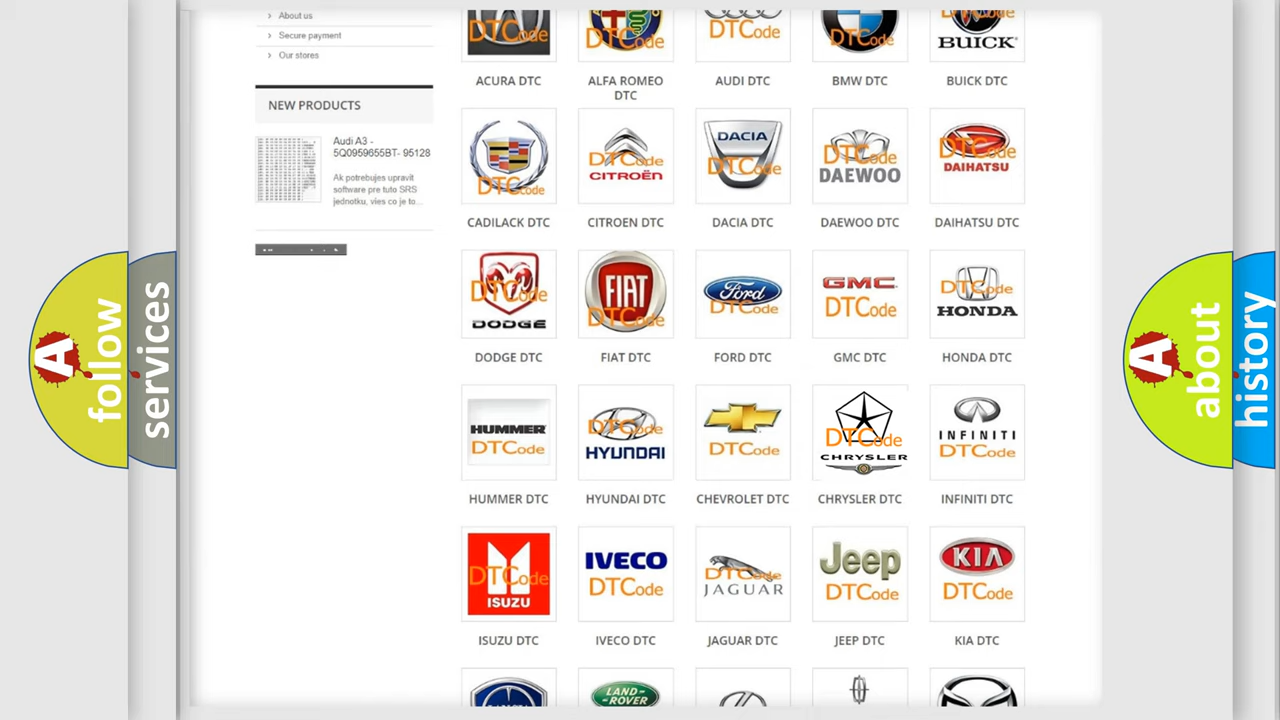 About us
Secure payment
Our stores
NEW PRODUCTS
Audi A3 -
5Q0959655BT- 95128
Ak potrebujes upravit
software pre tuto SRS
jednotku, vies co je to...
DTCode
DTCode
DTCode
DTCode
BUICK
ACURA DTC
ALFA ROMEO
DTC
AUDI DTC
BMW DTC
BUICK DTC
DTCode
DTCode
CITROËN
DACIA
DTCode
DTCode
DAEWOO
DTCode
DAIHATSU
CADILACK DTC
CITROEN DTC
DACIA DTC
DAEWOO DTC
DAIHATSU DTC
DTCode
DODGE
FIAT
DTCode
Ford
DTCode
GMC
DTCode
DTCode
HONDA
DODGE DTC
FIAT DTC
FORD DTC
GMC DTC
HONDA DTC
HUMMER
DTCode
DTCode
HYUNDAI
DTCode
DTCode
CHRYSLER
INFINITI
DTCode
HUMMER DTC
HYUNDAI DTC
CHEVROLET DTC
CHRYSLER DTC
INFINITI DTC
DTCode
ISUZU
IVECO
DTCode
DTCode
JAGUAR
Jeep
DTCode
KIA
DTCode
ISUZU DTC
IVECO DTC
JAGUAR DTC
JEEP DTC
KIA DTC
LAND-
ROVER
A
follow
services
A
about
history